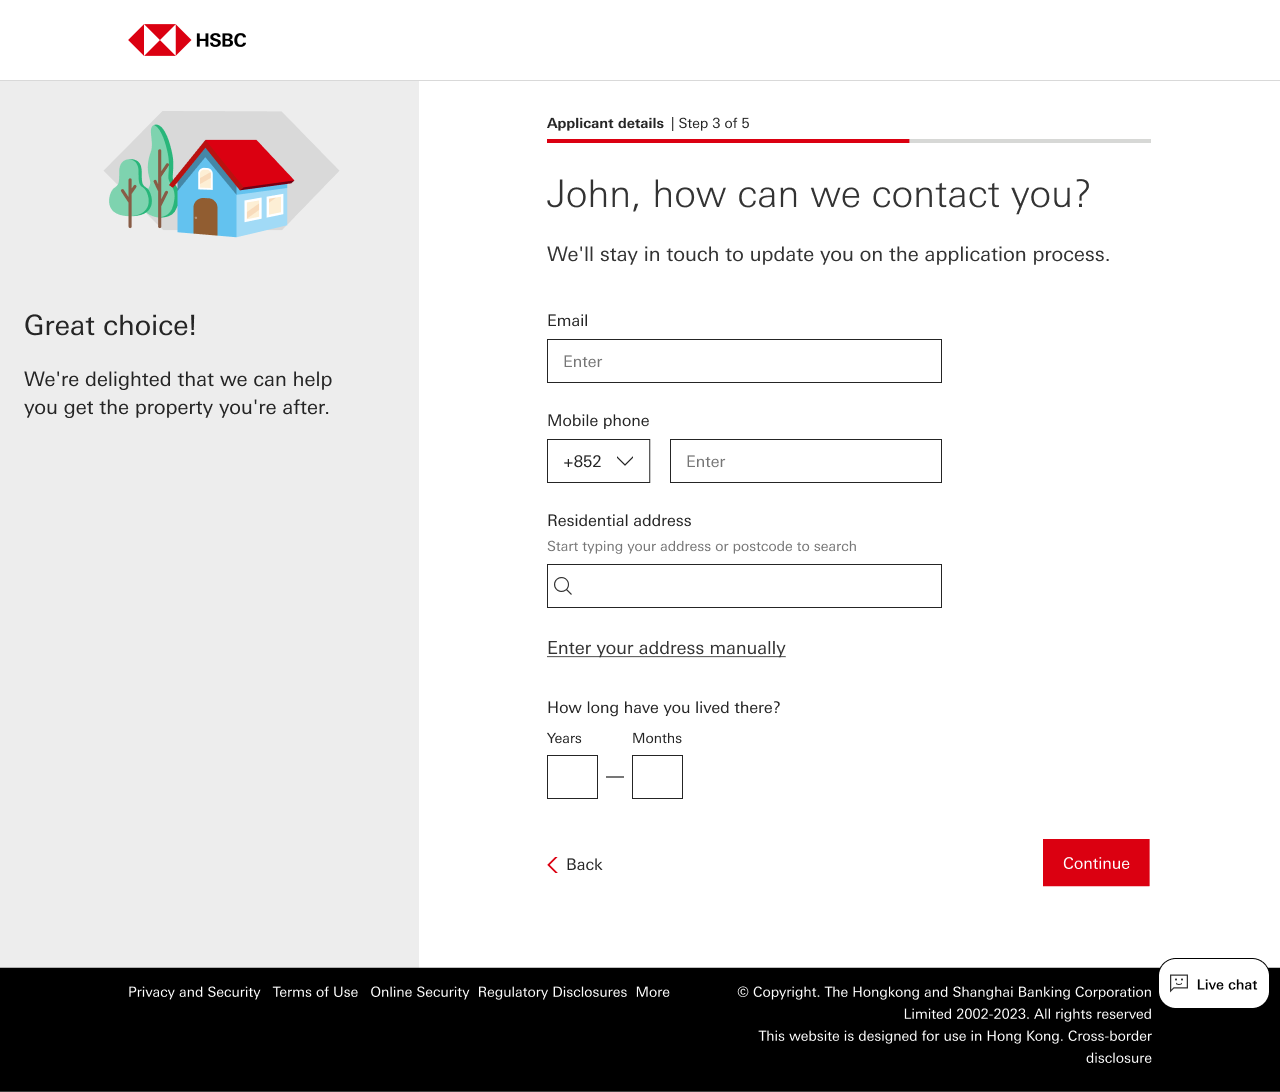 HSBC
Great choice!
We're delighted that we can help
you get the property you're after.
Applicant details | Step 3 of 5
John, how can we contact you?
We'll stay in touch to update you on the application process.
Email
Enter
Mobile phone
+852 Enter
Residential address
Start typing your address or postcode to search
Enter your address manually
How long have you lived there?
Years Months
Back Continue
Privacy and Security Terms of Use Online Security Regulatory Disclosures More
© Copyright. The Hongkong and Shanghai Banking Corporation
Limited 2002-2023. All rights reserved
This website is designed for use in Hong Kong. Cross-border
disclosure
Live chat